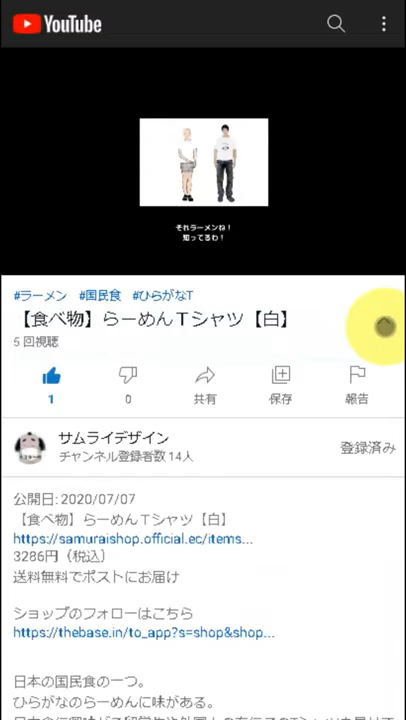 YouTube
それラーメンね！
知ってるわ！
#ラーメン #国民食 #ひらがなT
【食べ物】らーめんＴシャツ【白】
5 回視聴
1
0
共有
保存
報告
サムライデザイン
チャンネル登録者数 14人
登録済み
公開日: 2020/07/07
【食べ物】らーめんＴシャツ【白】
https://samuraishop.official.ec/items...
3286円（税込）
送料無料でポストにお届け
ショップのフォローはこちら
https://thebase.in/to_app?s=shop&shop...
日本の国民食の一つ。
ひらがなのらーめんに味がある。